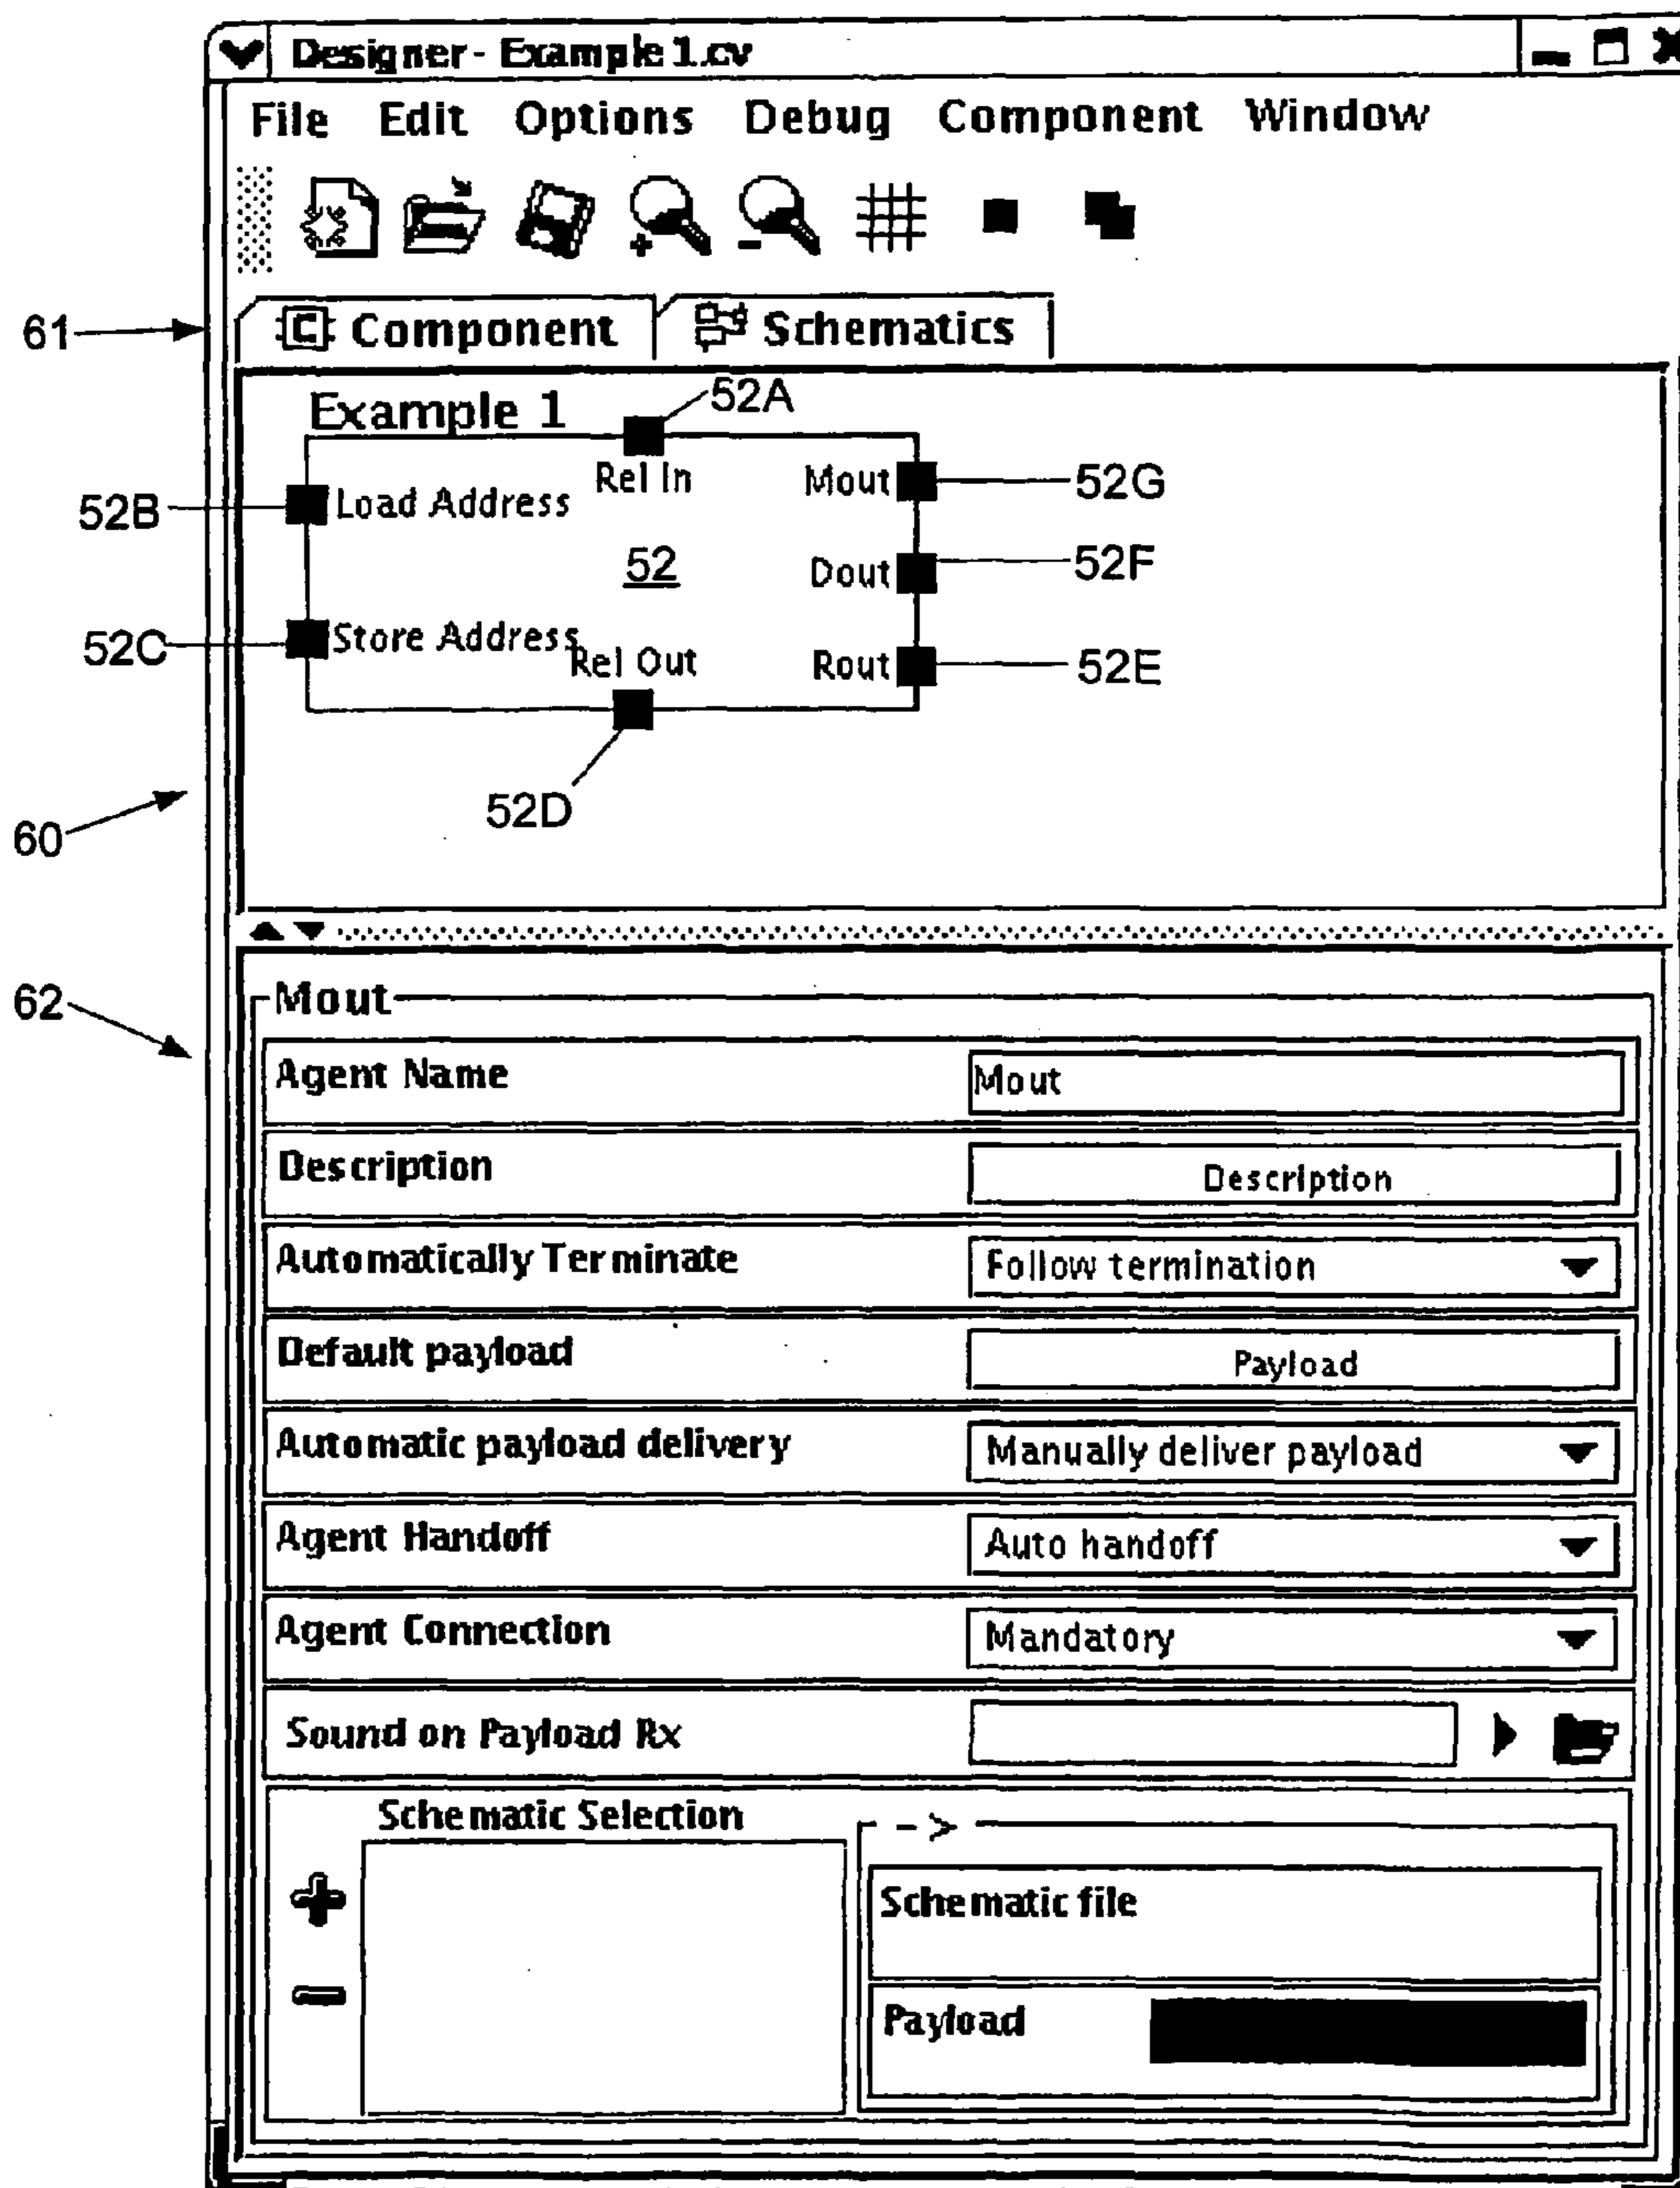 Designer - Example 1.cv
File Edit Options Debug Component Window
61
C Component Schematics
Example 1
52A
Rel In
Mout
52G
52B
Load Address
52
Dout
52F
52C
Store Address
Rel Out
Rout
52E
52D
60
62
Mout
Agent Name Mout
Description Description
Automatically Terminate Follow termination
Default payload Payload
Automatic payload delivery Manually deliver payload
Agent Handoff Auto handoff
Agent Connection Mandatory
Sound on Payload Rx
Schematic Selection
->
Schematic file
Payload